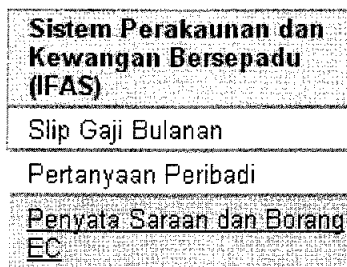 Sistem Perakaunan dan
Kewangan Bersepadu
(IFAS)
Slip Gaji Bulanan
Pertanyaan Peribadi
Penyata Saraan dan Borang
EC